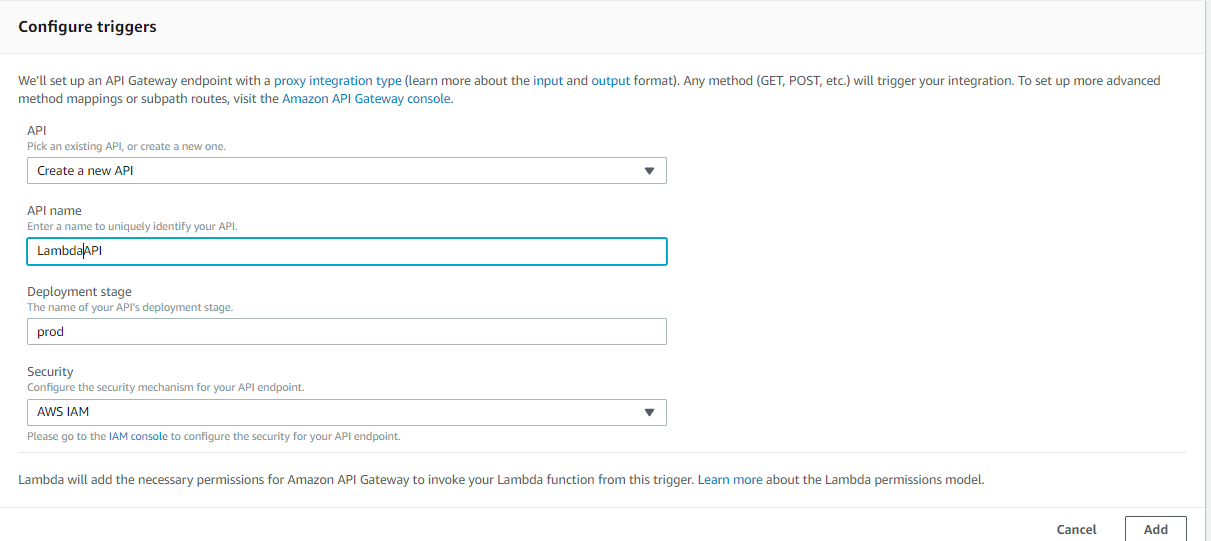 Configure triggers
We'll set up an API Gateway endpoint with a proxy integration type (learn more about the input and output format). Any method (GET, POST, etc.) will trigger your integration. To set up more advanced
method mappings or subpath routes, visit the Amazon API Gateway console.
API
Pick an existing API, or create a new one.
Create a new API
API name
Enter a name to uniquely identify your API.
LambdaAPI
Deployment stage
The name of your API's deployment stage.
prod
Security
Configure the security mechanism for your API endpoint.
AWS IAM
Please go to the IAM console to configure the security for your API endpoint.
Lambda will add the necessary permissions for Amazon API Gateway to invoke your Lambda function from this trigger. Learn more about the Lambda permissions model.
Cancel Add